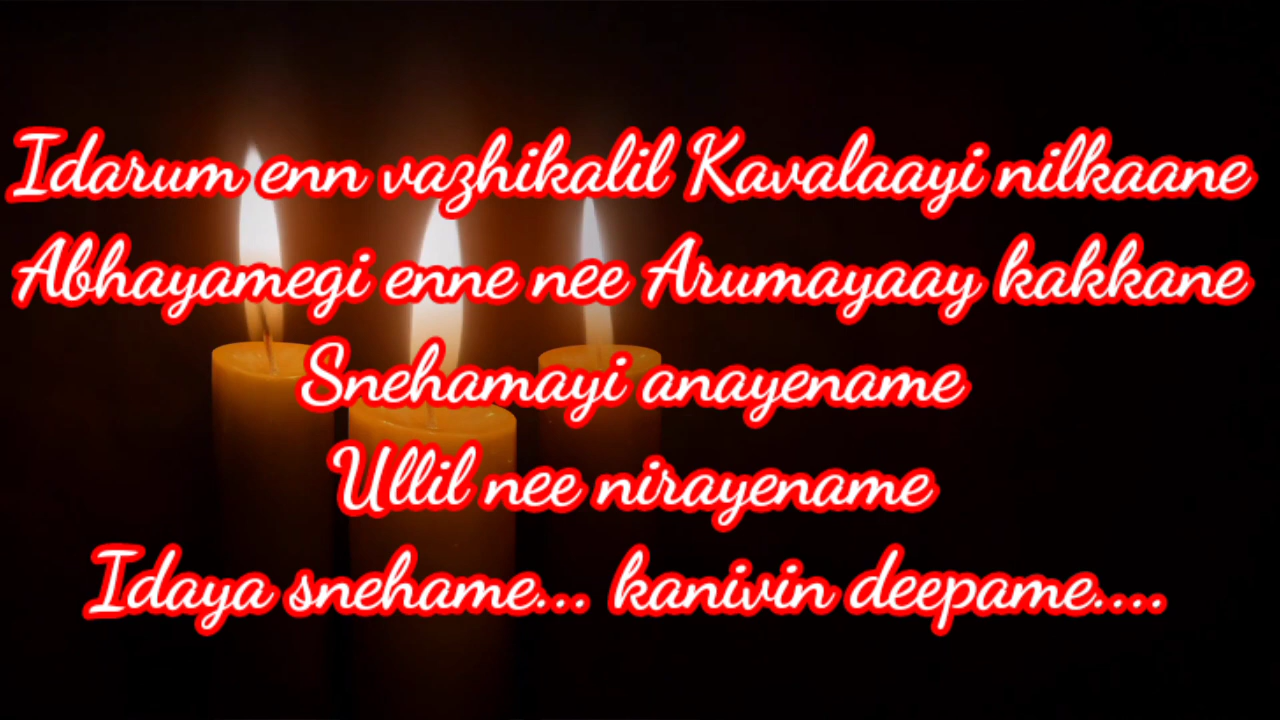 Idarum enn vazhikalil Kavalaayi nilkaane
Abhayamegi enne nee Arumayaay kakkane
Snehamayi anayename
Ullil nee nirayename
Idaya snehame... kanivin deepame....